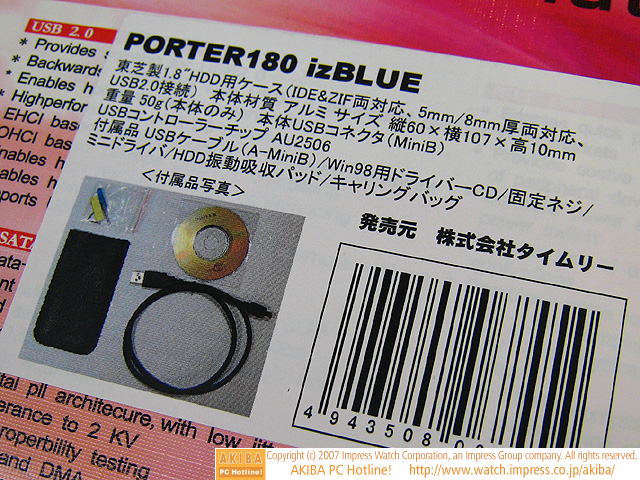 USB 2.0
* Provides
* Backward
* Enables h
* Highperfor
EHCI bas
OHCI bas
nables h
nables h
ports
SATA
Data-
PORTER180 izBLUE
東芝製1.8"HDD用ケース(IDE&ZIF両対応、5mm/8mm厚両対応、
USB2.0接続) 本体材質 アルミ サイズ 縦60×横107×高10mm
重量 50g(本体のみ) 本体USBコネクタ(MiniB)
USBコントローラーチップ AU2506
付属品 USBケーブル(A-MiniB)/Win98用ドライバーCD/固定ネジ/
ミニドライバ/HDD振動吸収パッド/キャリングバッグ
<付属品写真>
発売元 株式会社タイムリー
4 943508
tal pll architecure, with low jitt
erance to 2 KV
roperbility testing
and DMA
AKIBA
PC Hotline!
Copyright (c) 2007 Impress Watch Corporation, an Impress Group company. All rights reserved.
AKIBA PC Hotline! http://www.watch.impress.co.jp/akiba/